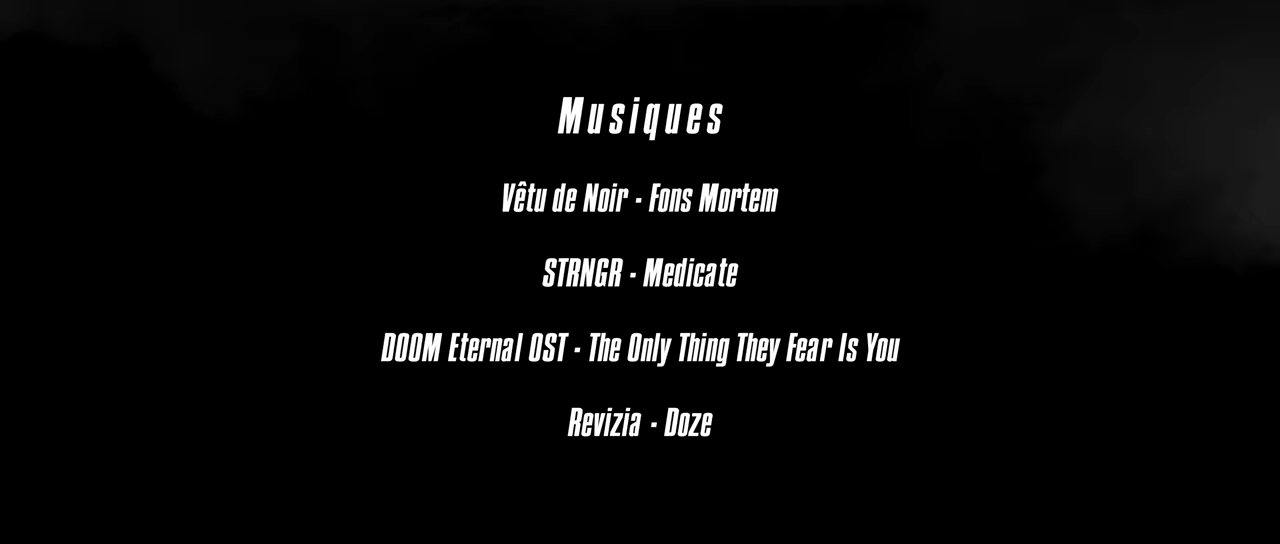 Musiques
Vêtu de Noir - Fons Mortem
STRNGR - Medicate
DOOM Eternal OST - The Only Thing They Fear Is You
Revizia - Doze